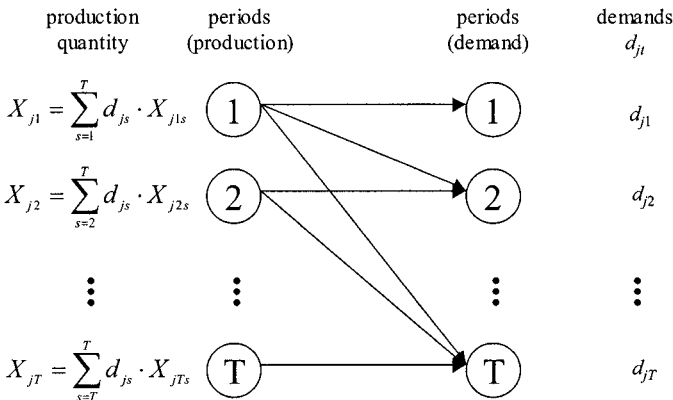 production quantity
periods (production)
periods (demand)
demands d_{jt}
X_{j1} = \sum_{s=1}^{T} d_{js} \cdot X_{j1s}
1
1
d_{j1}
X_{j2} = \sum_{s=2}^{T} d_{js} \cdot X_{j2s}
2
2
d_{j2}
⋮ ⋮ ⋮ ⋮
X_{jT} = \sum_{s=T}^{T} d_{js} \cdot X_{jTs}
T
T
d_{jT}